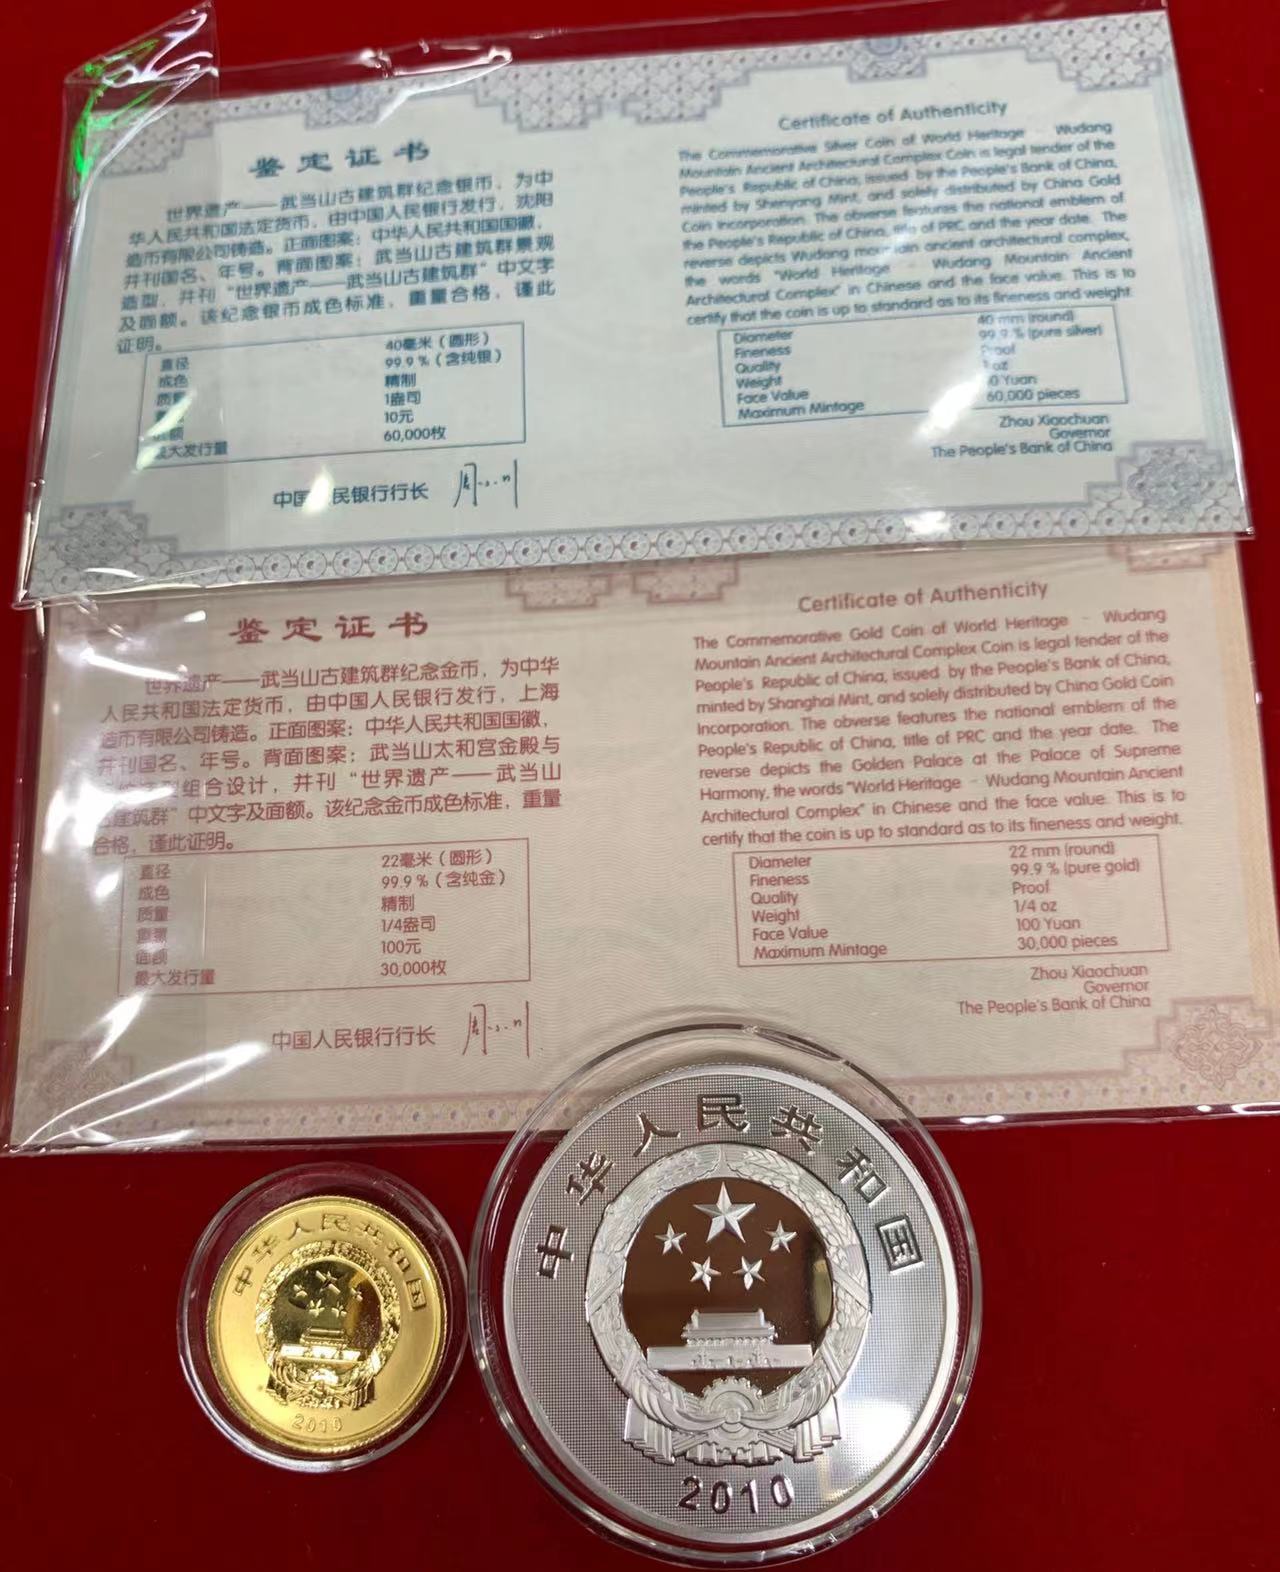 鉴定证书
世界遗产——武当山古建筑群纪念银币，为中
华人民共和国法定货币，由中国人民银行发行，沈阳
造币有限公司铸造。正面图案：中华人民共和国国徽，
并刊国名、年号。背面图案：武当山古建筑群景观
造型，并刊“世界遗产——武当山古建筑群”中文字
及面额。该纪念银币成色标准，重量合格，谨此
证明。
直径 40毫米（圆形）
成色 99.9%（含纯银）
质量 精制
1盎司
面额 10元
最大发行量 60,000枚
中国人民银行行长
Certificate of Authenticity
The Commemorative Silver Coin of World Heritage - Wudang
Mountain Ancient Architectural Complex Coin is legal tender of the
People's Republic of China, issued by the People's Bank of China,
minted by Shenyang Mint, and solely distributed by China Gold
Coin Incorporation. The obverse features the national emblem of
the People's Republic of China, title of PRC and the year date. The
reverse depicts Wudang mountain ancient architectural complex,
the words "World Heritage - Wudang Mountain Ancient
Architectural Complex" in Chinese and the face value. This is to
certify that the coin is up to standard as to its fineness and weight.
Diameter 40 mm (round)
Fineness 99.9 % (pure silver)
Quality Proof
Weight oz
Face Value Yuan
Maximum Mintage 60,000 pieces
Zhou Xiaochuan
Governor
The People's Bank of China
鉴定证书
世界遗产——武当山古建筑群纪念金币，为中华
人民共和国法定货币，由中国人民银行发行，上海
造币有限公司铸造。正面图案：中华人民共和国国徽，
并刊国名、年号。背面图案：武当山太和宫金殿与
造型组合设计，并刊“世界遗产——武当山
古建筑群”中文字及面额。该纪念金币成色标准，重量
合格，谨此证明。
直径 22毫米（圆形）
成色 99.9%（含纯金）
质量 精制
重量 1/4盎司
面额 100元
最大发行量 30,000枚
中国人民银行行长
Certificate of Authenticity
The Commemorative Gold Coin of World Heritage - Wudang
Mountain Ancient Architectural Complex Coin is legal tender of the
People's Republic of China, issued by the People's Bank of China,
minted by Shanghai Mint, and solely distributed by China Gold Coin
Incorporation. The obverse features the national emblem of the
People's Republic of China, title of PRC and the year date. The
reverse depicts the Golden Palace at the Palace of Supreme
Harmony, the words "World Heritage - Wudang Mountain Ancient
Architectural Complex" in Chinese and the face value. This is to
certify that the coin is up to standard as to its fineness and weight.
Diameter 22 mm (round)
Fineness 99.9 % (pure gold)
Quality Proof
Weight 1/4 oz
Face Value 100 Yuan
Maximum Mintage 30,000 pieces
Zhou Xiaochuan
Governor
The People's Bank of China
中华人民共和国
2010
中华人民共和国
2010